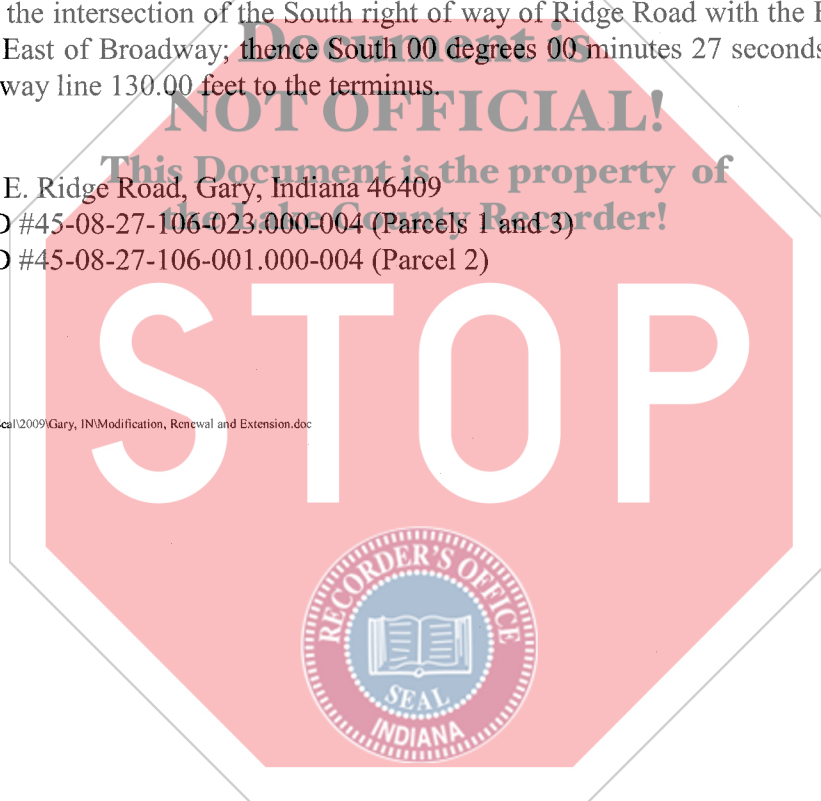 the intersection of the South right of way of Ridge Road with the
East of Broadway; thence South 00 degrees 00 minutes 27 seconds
way line 130.00 feet to the terminus.
Document is
NOT OFFICIAL!
This Document is the property of
the Lake County Recorder!
E. Ridge Road, Gary, Indiana 46409
#45-08-27-106-023.000-004 (Parcels 1 and 3)
#45-08-27-106-001.000-004 (Parcel 2)
STOP
cal\2009\Gary, IN\Modification, Renewal and Extension.doc
RECORDER'S OFFICE
SEAL
INDIANA